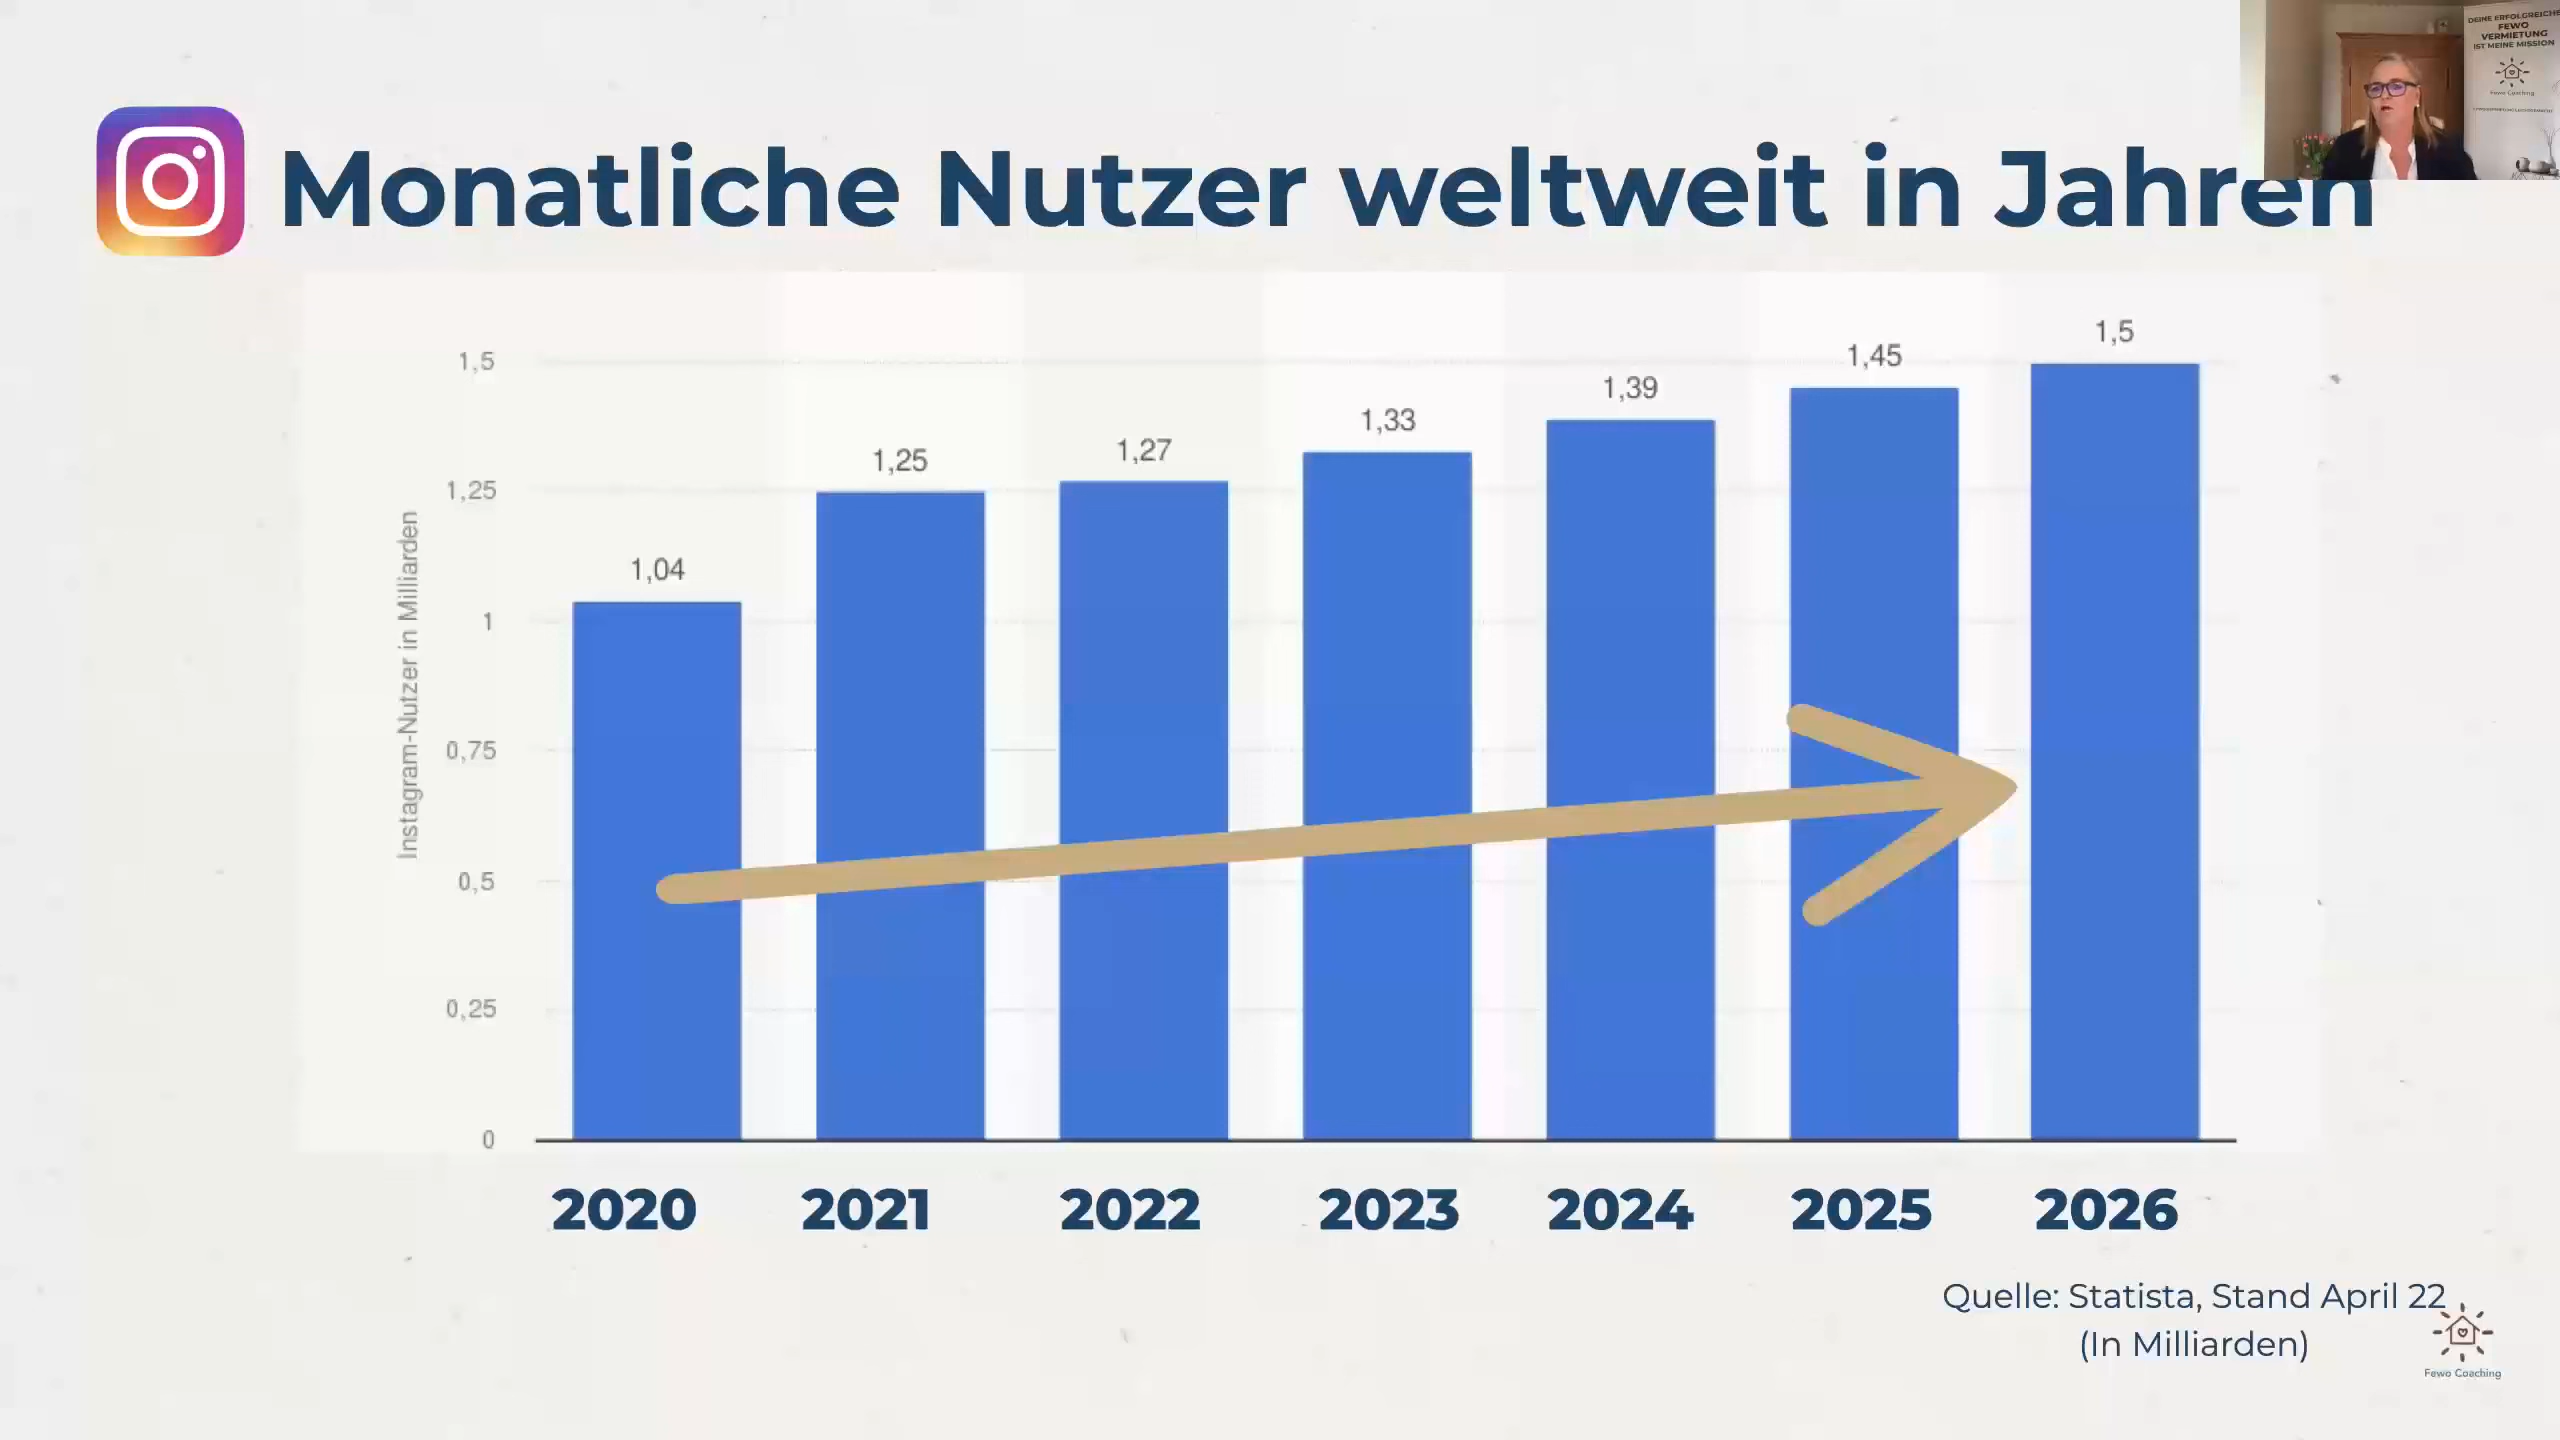 DEINE ERFOLGREICHE
FEWO
VERMIETUNG
IST MEINE MISSION
Fewo Coaching
Monatliche Nutzer weltweit in Jahren
Instagram-Nutzer in Milliarden
1,5
1,25
1
0,75
0,5
0,25
0
1,04
1,25
1,27
1,33
1,39
1,45
1,5
2020 2021 2022 2023 2024 2025 2026
Quelle: Statista, Stand April 22
(In Milliarden)
Fewo Coaching